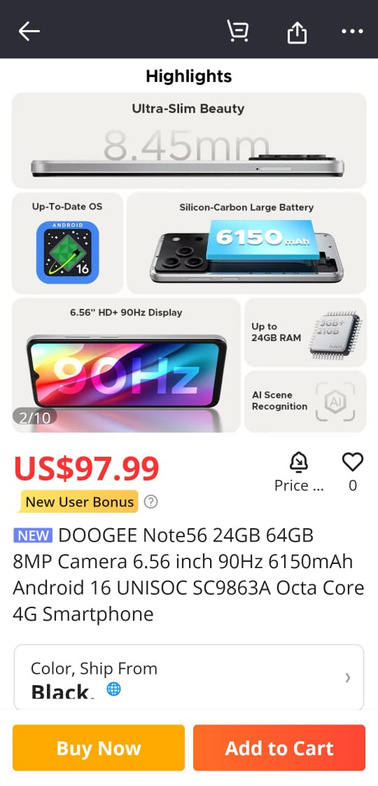 Highlights
Ultra-Slim Beauty
8.45mm
Up-To-Date OS
ANDROID
16
Silicon-Carbon Large Battery
6150mAh
6.56" HD+ 90Hz Display
90Hz
2/10
Up to
24GB RAM
3GB+
21GB
AI Scene
Recognition
AI
US$97.99
Price ...
0
New User Bonus ?
NEW DOOGEE Note56 24GB 64GB
8MP Camera 6.56 inch 90Hz 6150mAh
Android 16 UNISOC SC9863A Octa Core
4G Smartphone
Color, Ship From
Black,
Buy Now
Add to Cart